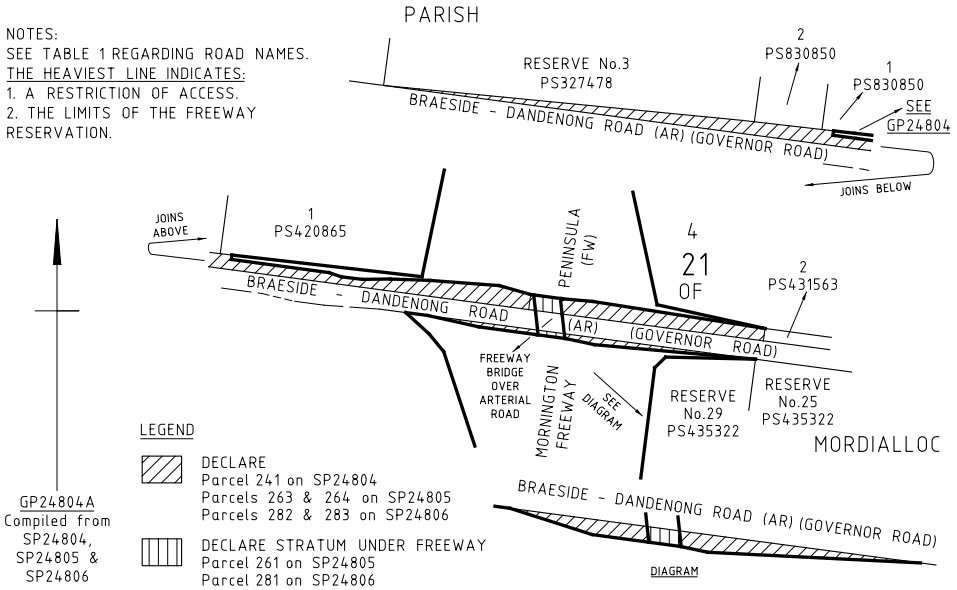 PARISH
NOTES:
SEE TABLE 1 REGARDING ROAD NAMES.
THE HEAVIEST LINE INDICATES:
1. A RESTRICTION OF ACCESS.
2. THE LIMITS OF THE FREEWAY
RESERVATION.
RESERVE No.3
PS327478
2
PS830850
1
PS830850
SEE
GP24804
BRAESIDE - DANDENONG ROAD (AR) (GOVERNOR ROAD)
JOINS BELOW
JOINS
ABOVE
1
PS420865
PENINSULA
(FW)
4
21
OF
2
PS431563
BRAESIDE - DANDENONG ROAD (AR) (GOVERNOR ROAD)
FREEWAY
BRIDGE
OVER
ARTERIAL
ROAD
MORNINGTON
FREEWAY
SEE
DIAGRAM
RESERVE
No.29
PS435322
RESERVE
No.25
PS435322
MORDIALLOC
LEGEND
DECLARE
Parcel 241 on SP24804
Parcels 263 & 264 on SP24805
Parcels 282 & 283 on SP24806
DECLARE STRATUM UNDER FREEWAY
Parcel 261 on SP24805
Parcel 281 on SP24806
GP24804A
Compiled from
SP24804,
SP24805 &
SP24806
BRAESIDE - DANDENONG ROAD (AR) (GOVERNOR ROAD)
DIAGRAM